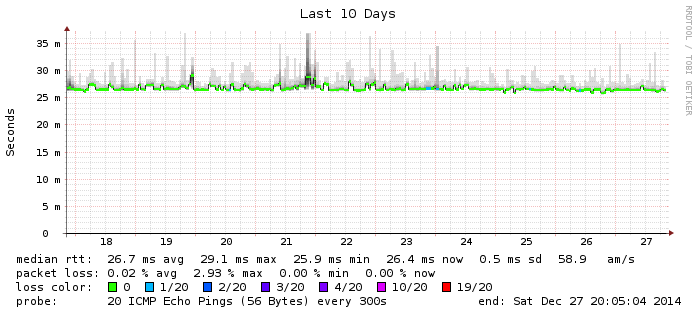 Last 10 Days
RRDTOOL / TOBI OETIKER
Seconds
35 m
30 m
25 m
20 m
15 m
10 m
5 m
0
18 19 20 21 22 23 24 25 26 27
median rtt: 26.7 ms avg 29.1 ms max 25.9 ms min 26.4 ms now 0.5 ms sd 58.9 am/s
packet loss: 0.02 % avg 2.93 % max 0.00 % min 0.00 % now
loss color: 0 1/20 2/20 3/20 4/20 10/20 19/20
probe: 20 ICMP Echo Pings (56 Bytes) every 300s end: Sat Dec 27 20:05:04 2014